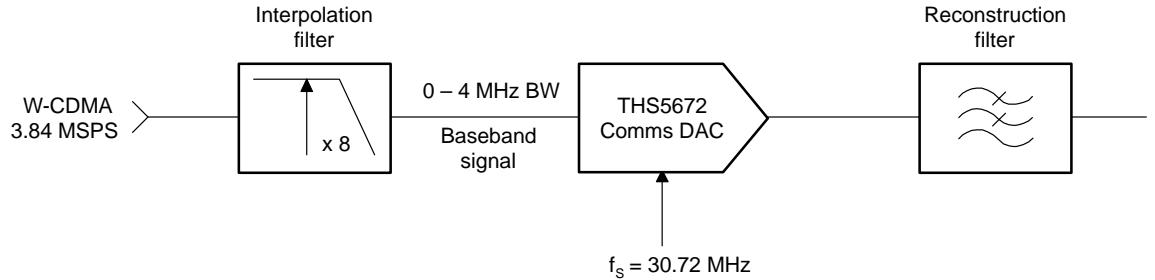 Interpolation
filter
Reconstruction
filter
W-CDMA
3.84 MSPS
x 8
0 – 4 MHz BW
Baseband
signal
THS5672
Comms DAC
fS = 30.72 MHz